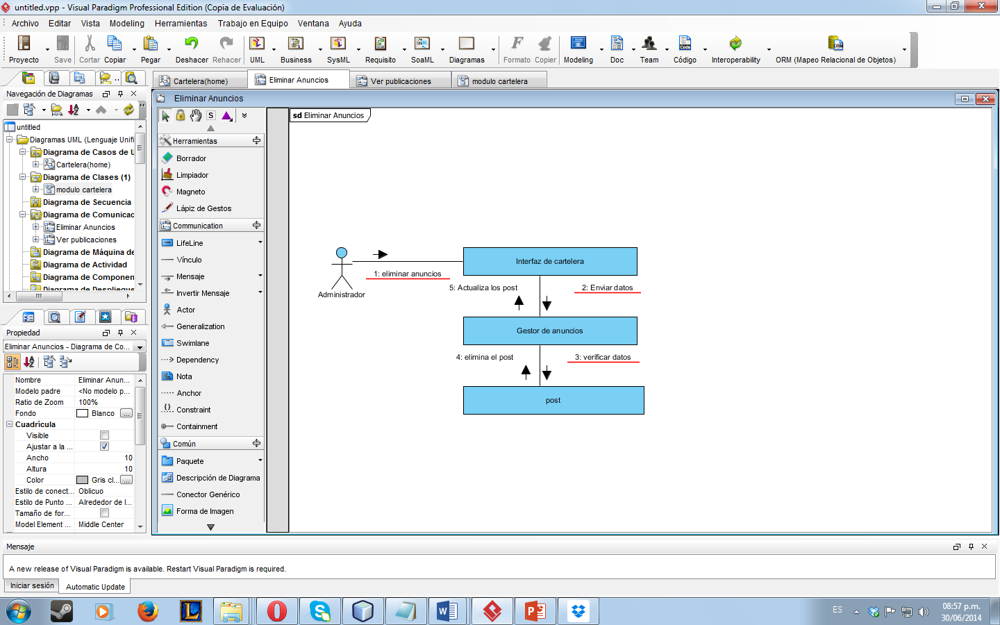 untitled.vpp - Visual Paradigm Professional Edition (Copia de Evaluación)
Archivo Editar Vista Modeling Herramientas Trabajo en Equipo Ventana Ayuda
Proyecto Save Cortar Copiar Pegar Deshacer Rehacer UML Business SysML Requisito SoaML Diagramas Formato Copier Modeling Doc Team Código Interoperability ORM (Mapeo Relacional de Objetos)
Cartelera(home) Eliminar Anuncios Ver publicaciones modulo cartelera
Navegación de Diagramas
untitled
Diagramas UML (Lenguaje Unifi
Diagrama de Casos de U
Cartelera(home)
Diagrama de Clases (1)
modulo cartelera
Diagrama de Secuencia
Diagrama de Comunicac
Eliminar Anuncios
Ver publicaciones
Diagrama de Máquina de
Diagrama de Actividad
Diagrama de Componen
Diagrama de Despliegue
Propiedad
Eliminar Anuncios - Diagrama de Co...
Nombre Eliminar Anun...
Modelo padre <No modelo p...
Ratio de Zoom 100%
Fondo Blanco ...
Cuadrícula
Visible
Ajustar a la ...
Ancho 10
Altura 10
Color Gris cl... ...
Estilo de conect... Oblicuo
Estilo de Punto ... Alrededor de l...
Tamaño de for...
Model Element ... Middle Center
Eliminar Anuncios
S
Herramientas
Borrador
Limpiador
Magneto
Lápiz de Gestos
Communication
LifeLine
Vínculo
Mensaje
Invertir Mensaje
Actor
Generalization
Swimlane
Dependency
Nota
Anchor
Constraint
Containment
Común
Paquete
Descripción de Diagrama
Conector Genérico
Forma de Imagen
sd Eliminar Anuncios
Interfaz de cartelera
1: eliminar anuncios
Administrador
5: Actualiza los post
2: Enviar datos
Gestor de anuncios
4: elimina el post
3: verificar datos
post
Mensaje
A new release of Visual Paradigm is available. Restart Visual Paradigm is required.
Iniciar sesión Automatic Update
ES
08:57 p.m.
30/06/2014